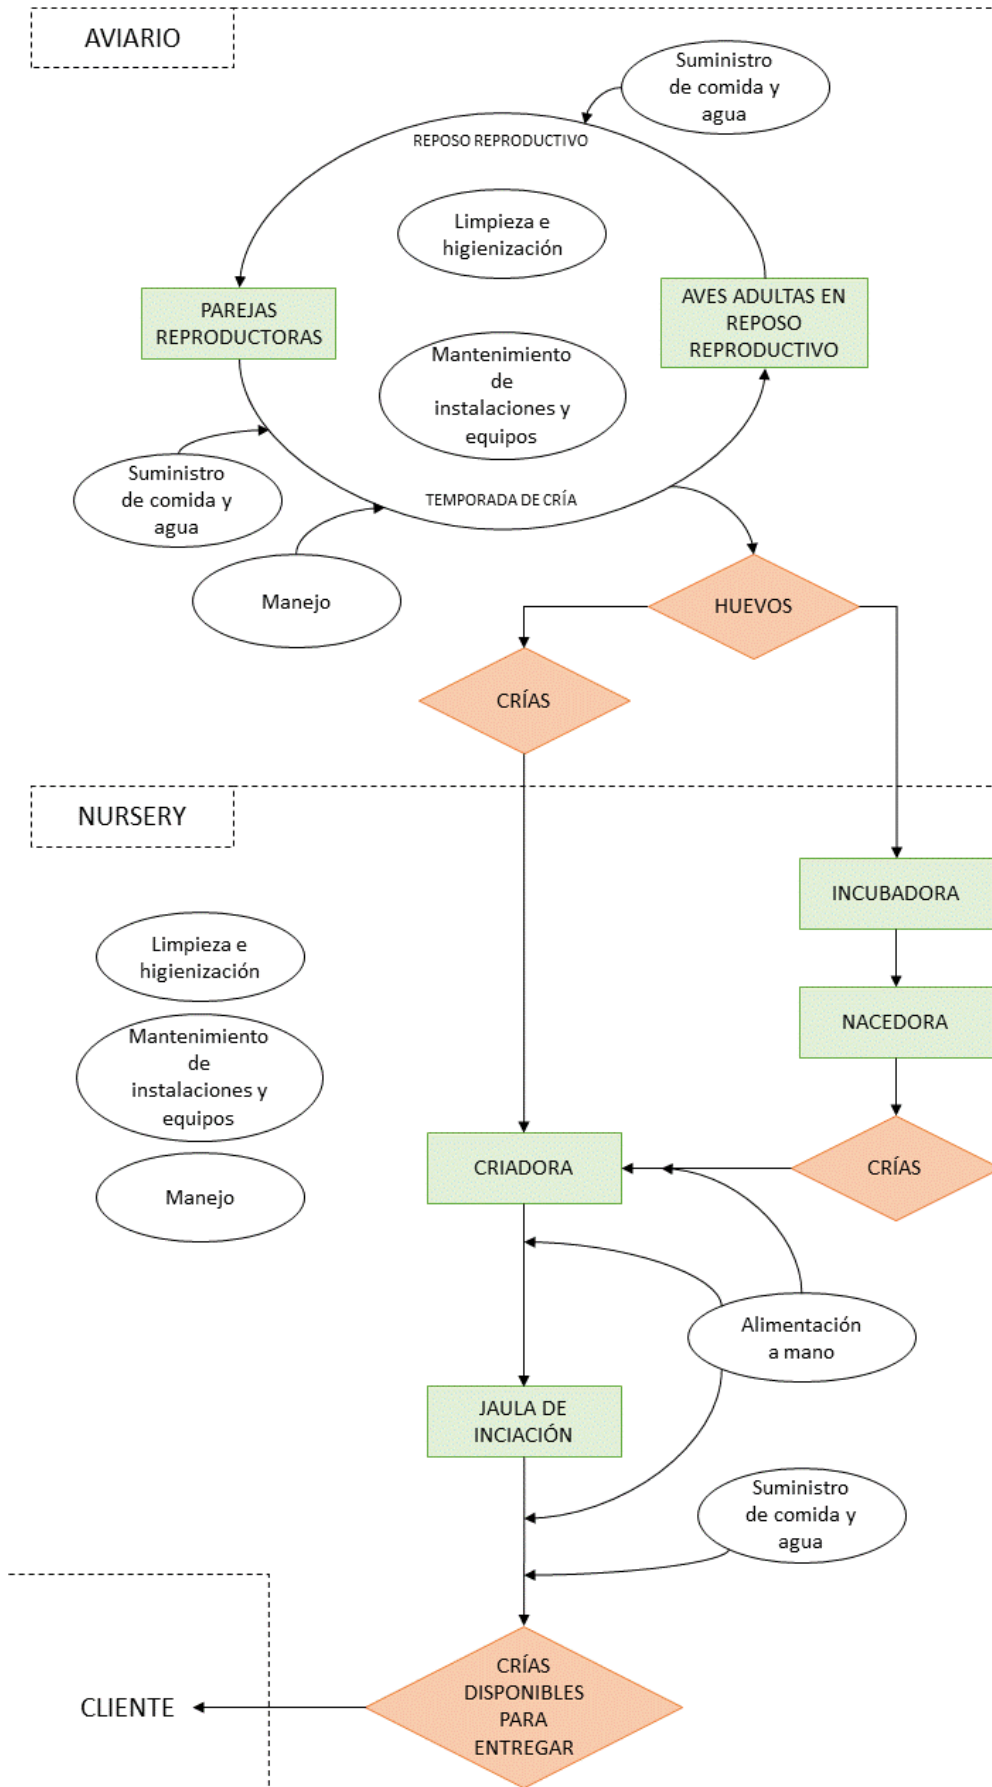 AVIARIO
Suministro
de comida y
agua
REPOSO REPRODUCTIVO
Limpieza e
higienización
PAREJAS
REPRODUCTORAS
AVES ADULTAS EN
REPOSO
REPRODUCTIVO
Mantenimiento
de
instalaciones y
equipos
Suministro
de comida y
agua
TEMPORADA DE CRÍA
Manejo
HUEVOS
CRÍAS
NURSERY
INCUBADORA
Limpieza e
higienización
NACEDORA
Mantenimiento
de
instalaciones y
equipos
CRIADORA
CRÍAS
Manejo
Alimentación
a mano
JAULA DE
INCIACIÓN
Suministro
de comida y
agua
CRÍAS
DISPONIBLES
PARA
ENTREGAR
CLIENTE